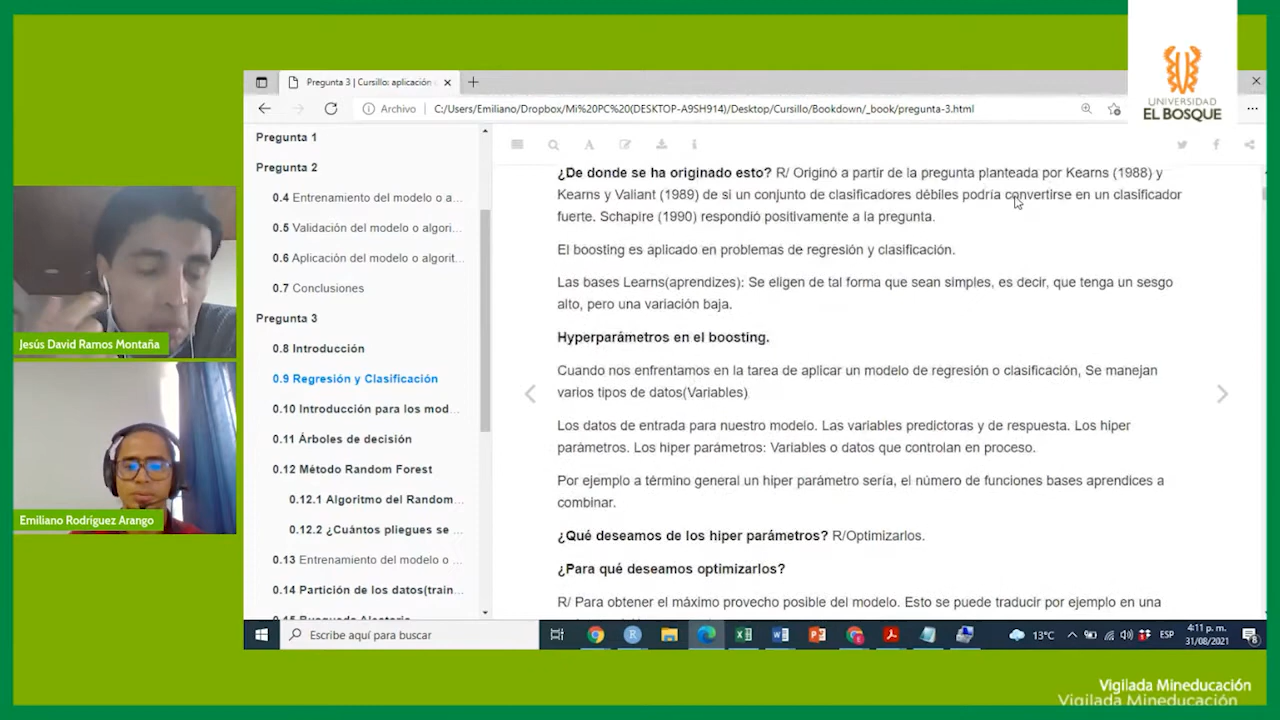 UNIVERSIDAD
EL BOSQUE
Pregunta 3 | Cursillo: aplicación
Archivo
C:/Users/Emiliano/Dropbox/Mi%20PC%20(DESKTOP-A9SH914)/Desktop/Cursillo/Bookdown/_book/pregunta-3.html
Pregunta 1
Pregunta 2
0.4 Entrenamiento del modelo o a...
0.5 Validación del modelo o algori...
0.6 Aplicación del modelo o algorit...
0.7 Conclusiones
Pregunta 3
0.8 Introducción
0.9 Regresión y Clasificación
0.10 Introducción para los mod...
0.11 Árboles de decisión
0.12 Método Random Forest
0.12.1 Algoritmo del Random...
0.12.2 ¿Cuántos pliegues se ...
0.13 Entrenamiento del modelo o ...
0.14 Partición de los datos(train...
0.15 Busqueda Aleatoria
¿De donde se ha originado esto? R/ Originó a partir de la pregunta planteada por Kearns (1988) y
Kearns y Valiant (1989) de si un conjunto de clasificadores débiles podría convertirse en un clasificador
fuerte. Schapire (1990) respondió positivamente a la pregunta.
El boosting es aplicado en problemas de regresión y clasificación.
Las bases Learns(aprendizes): Se eligen de tal forma que sean simples, es decir, que tenga un sesgo
alto, pero una variación baja.
Hyperparámetros en el boosting.
Cuando nos enfrentamos en la tarea de aplicar un modelo de regresión o clasificación, Se manejan
varios tipos de datos(Variables)
Los datos de entrada para nuestro modelo. Las variables predictoras y de respuesta. Los hiper
parámetros. Los hiper parámetros: Variables o datos que controlan en proceso.
Por ejemplo a término general un hiper parámetro sería, el número de funciones bases aprendices a
combinar.
¿Qué deseamos de los hiper parámetros? R/Optimizarlos.
¿Para qué deseamos optimizarlos?
R/ Para obtener el máximo provecho posible del modelo. Esto se puede traducir por ejemplo en una
Jesús David Ramos Montaña
Emiliano Rodríguez Arango
Escribe aquí para buscar
13°C
ESP
4:11 p. m.
31/08/2021
Vigilada Mineducación
Vigilada Mineducación